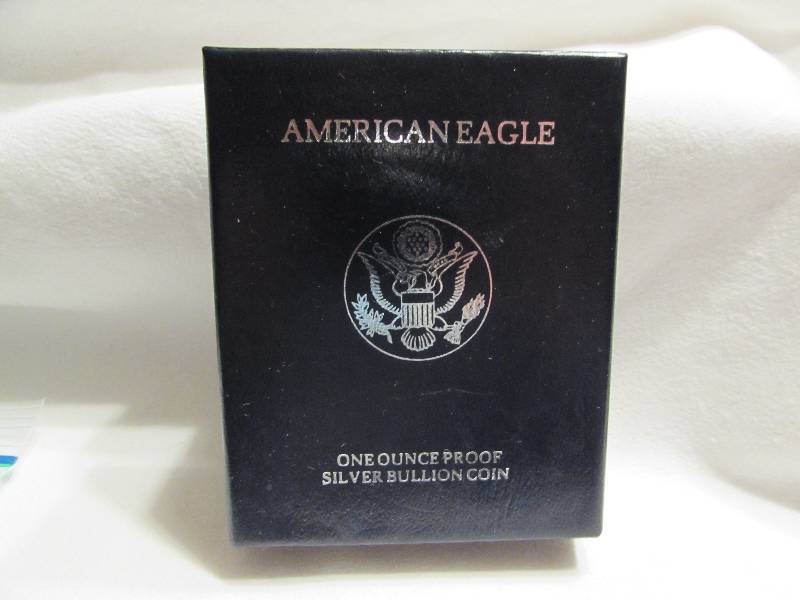 AMERICAN EAGLE
ONE OUNCE PROOF
SILVER BULLION COIN